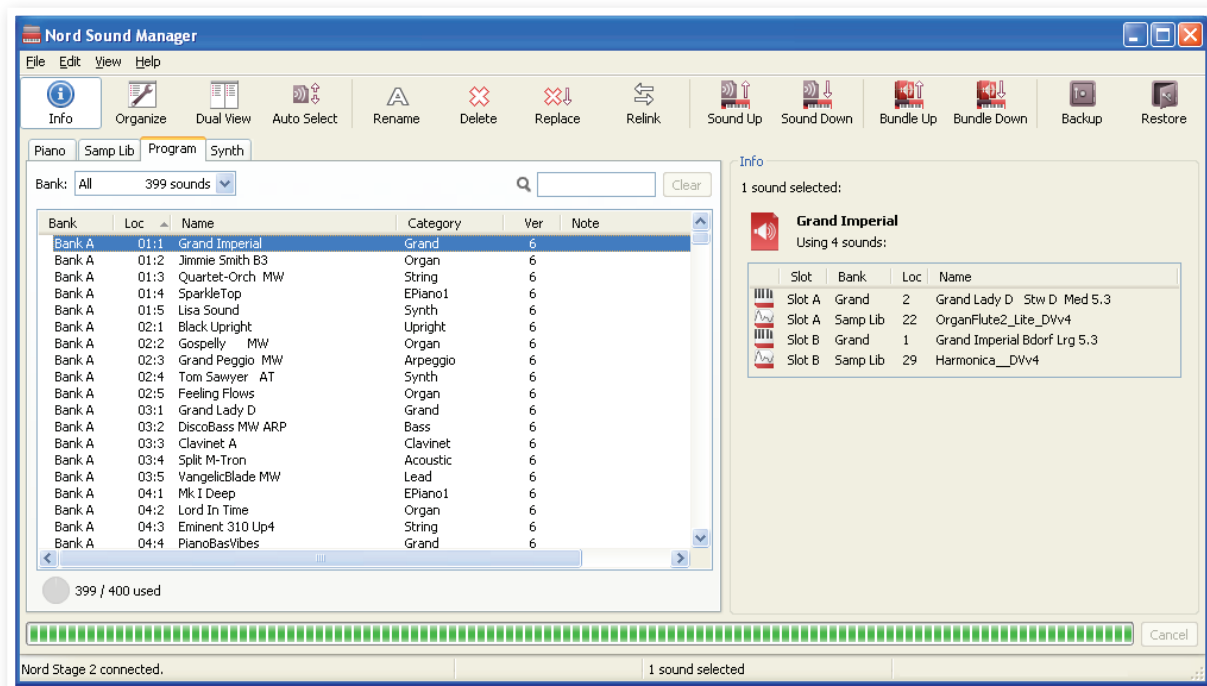 Nord Sound Manager
File Edit View Help
Info Organize Dual View Auto Select Rename Delete Replace Relink Sound Up Sound Down Bundle Up Bundle Down Backup Restore
Piano Samp Lib Program Synth
Bank: All 399 sounds Clear
Bank Loc Name Category Ver Note
Bank A 01:1 Grand Imperial Grand 6
Bank A 01:2 Jimmie Smith B3 Organ 6
Bank A 01:3 Quartet-Orch MW String 6
Bank A 01:4 SparkleTop EPiano1 6
Bank A 01:5 Lisa Sound Synth 6
Bank A 02:1 Black Upright Upright 6
Bank A 02:2 Gospelly MW Organ 6
Bank A 02:3 Grand Peggio MW Arpeggio 6
Bank A 02:4 Tom Sawyer AT Synth 6
Bank A 02:5 Feeling Flows Organ 6
Bank A 03:1 Grand Lady D Grand 6
Bank A 03:2 DiscoBass MW ARP Bass 6
Bank A 03:3 Clavinet A Clavinet 6
Bank A 03:4 Split M-Tron Acoustic 6
Bank A 03:5 VangelicBlade MW Lead 6
Bank A 04:1 Mk I Deep EPiano1 6
Bank A 04:2 Lord In Time Organ 6
Bank A 04:3 Eminent 310 Up4 String 6
Bank A 04:4 PianoBasVibes Grand 6
399 / 400 used
Info
1 sound selected:
Grand Imperial
Using 4 sounds:
Slot Bank Loc Name
Slot A Grand 2 Grand Lady D Stw D Med 5.3
Slot A Samp Lib 22 OrganFlute2_Lite_DVv4
Slot B Grand 1 Grand Imperial Bdorf Lrg 5.3
Slot B Samp Lib 29 Harmonica__DVv4
Cancel
Nord Stage 2 connected. 1 sound selected